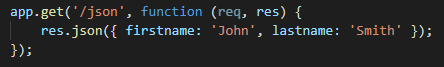 app.get('/json', function (req, res) {
    res.json({ firstname: 'John', lastname: 'Smith' });
});